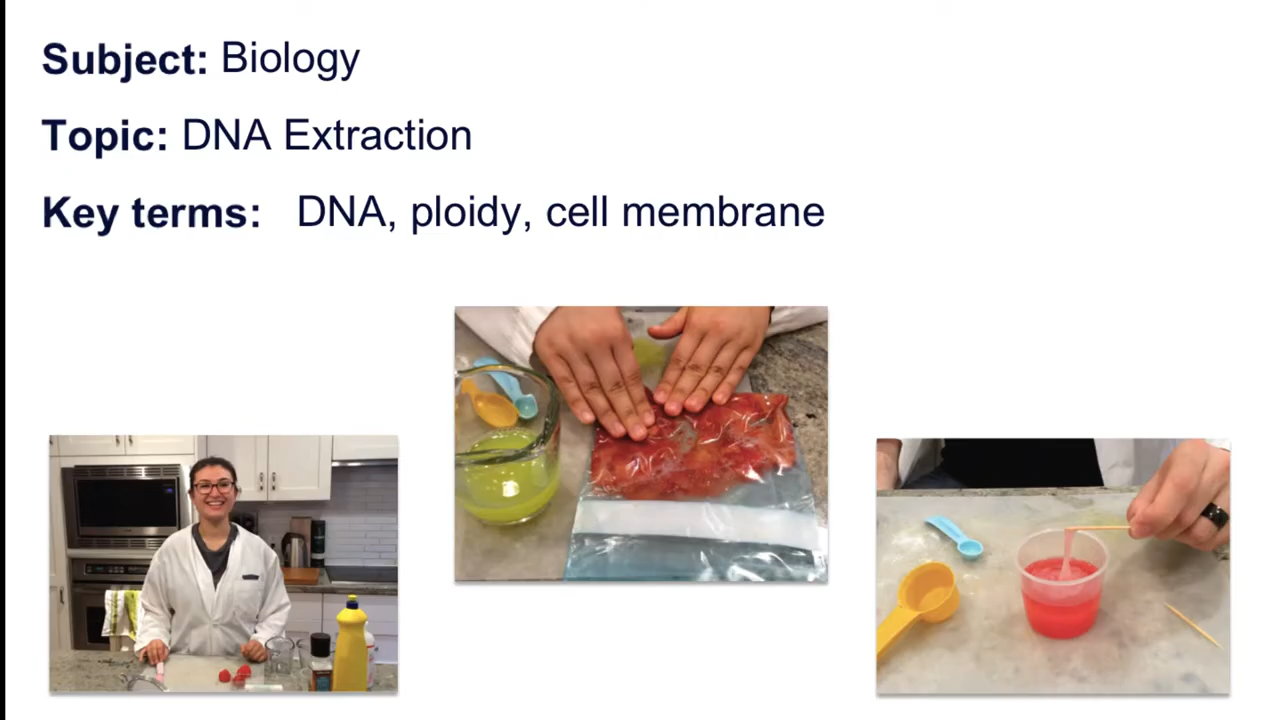 Subject: Biology
Topic: DNA Extraction
Key terms: DNA, ploidy, cell membrane